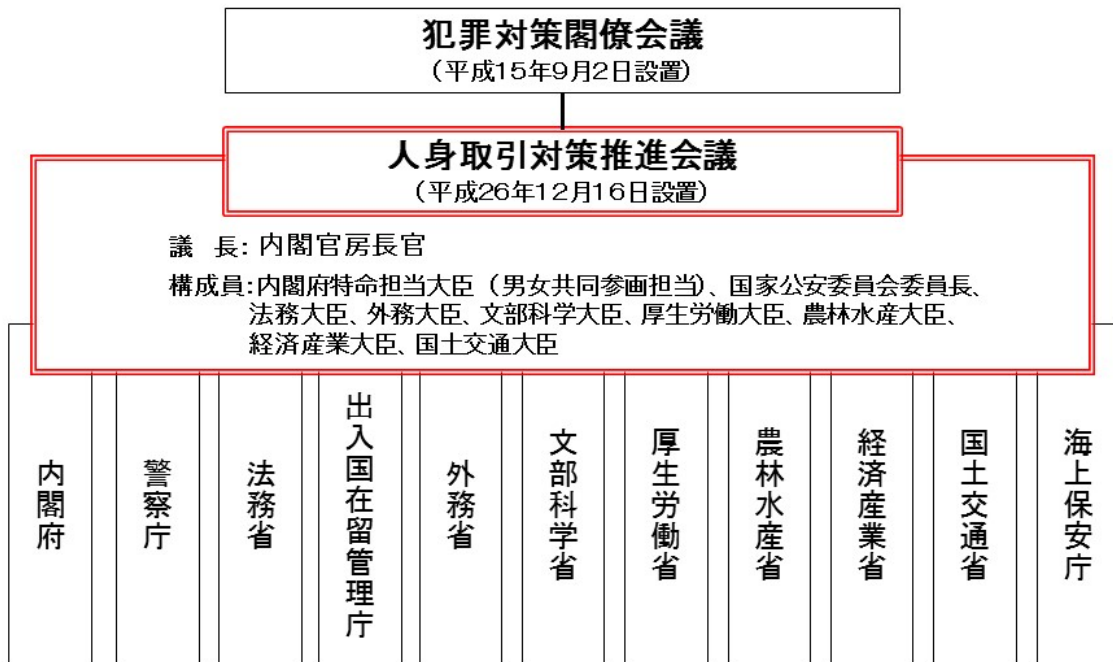 犯罪対策閣僚会議
（平成15年9月2日設置）
人身取引対策推進会議
（平成26年12月16日設置）
議　長：内閣官房長官
構成員：内閣府特命担当大臣（男女共同参画担当）、国家公安委員会委員長、
法務大臣、外務大臣、文部科学大臣、厚生労働大臣、農林水産大臣、
経済産業大臣、国土交通大臣
内閣府
警察庁
法務省
出入国在留管理庁
外務省
文部科学省
厚生労働省
農林水産省
経済産業省
国土交通省
海上保安庁